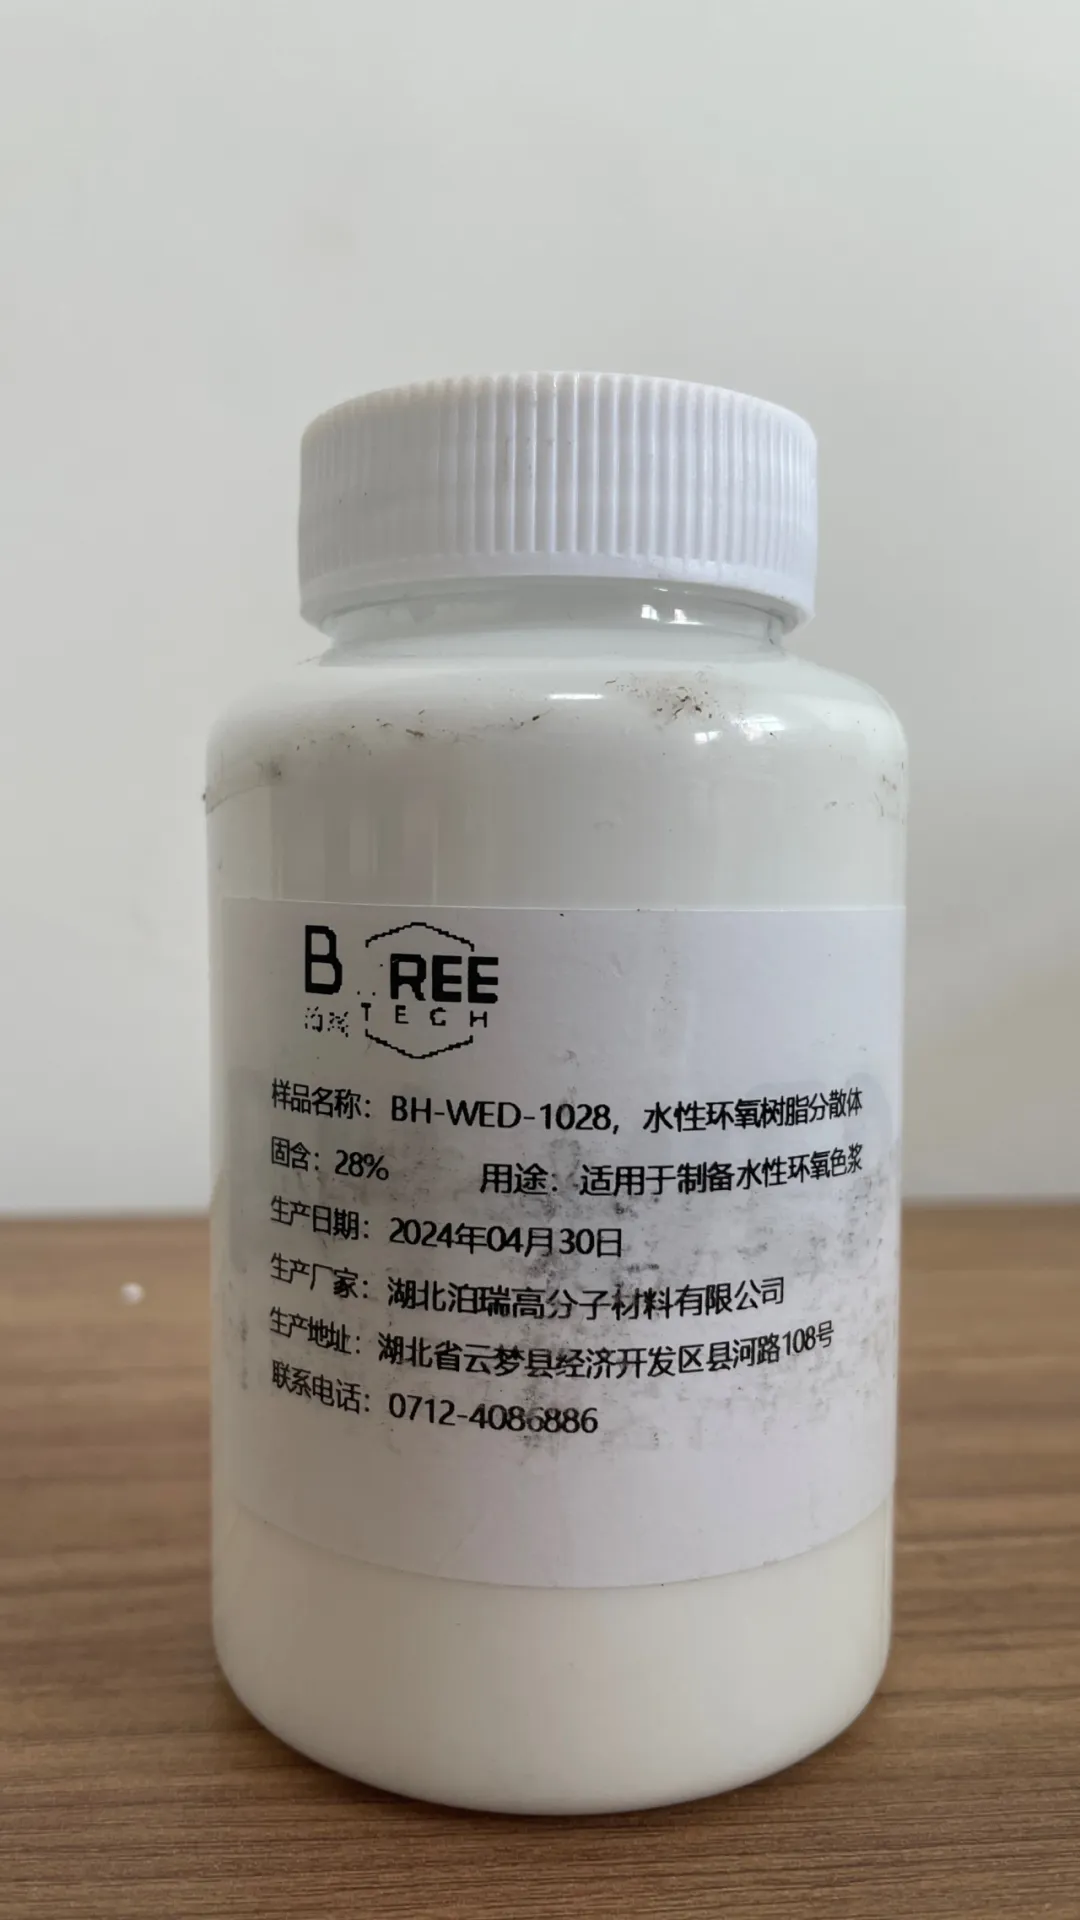 B REE
TECH
样品名称：BH-WED-1028，水性环氧树脂分散体
固含：28% 用途：适用于制备水性环氧色浆
生产日期：2024年04月30日
生产厂家：湖北泊瑞高分子材料有限公司
生产地址：湖北省云梦县经济开发区县河路108号
联系电话：0712-4086886